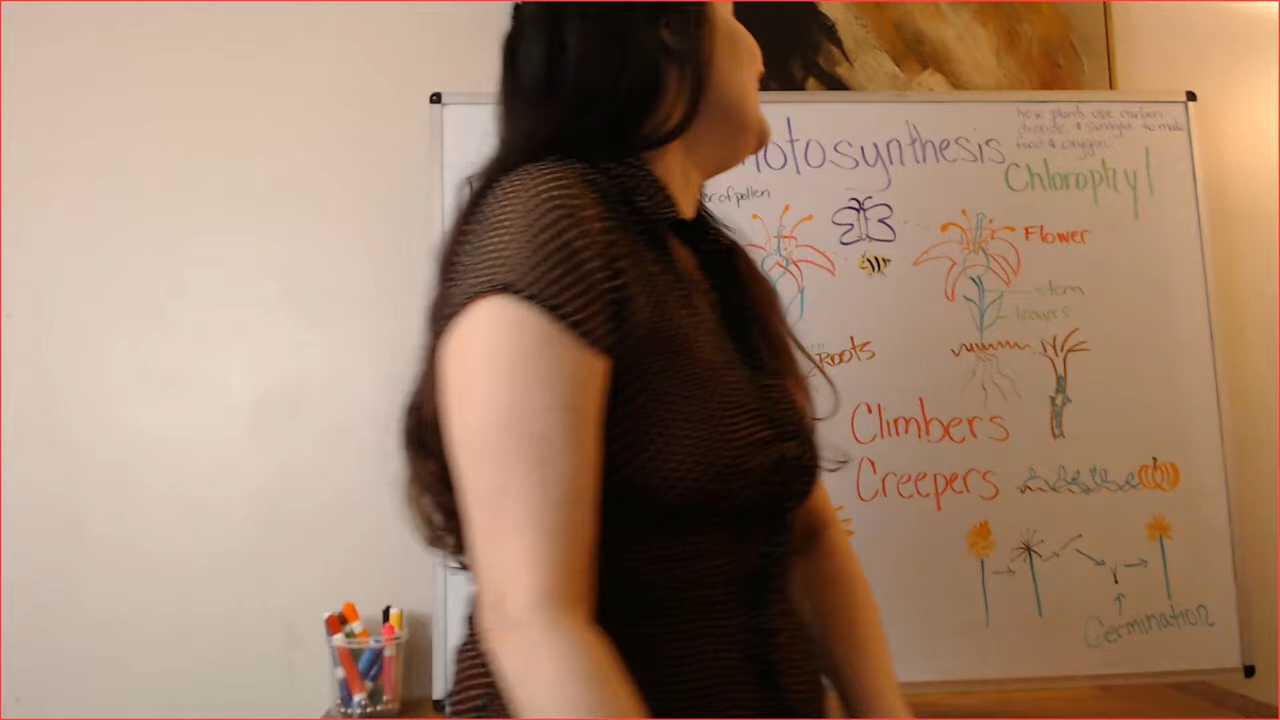 hotosynthesis
how plants use carbon
dioxide & sunlight to make
food & oxygen.
Chlorophyl
er of pollen
Flower
stem
leaves
Roots
Climbers
Creepers
Germination